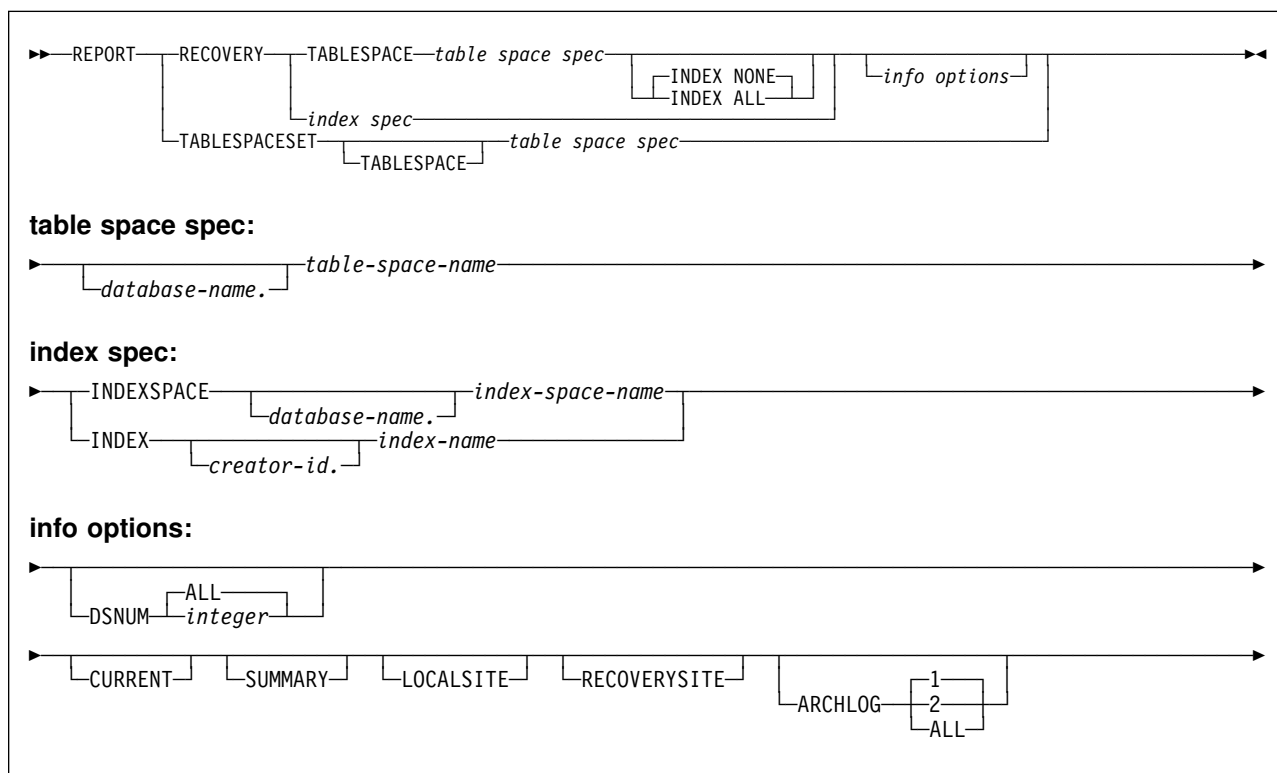 REPORT RECOVERY TABLESPACE table space spec
INDEX NONE info options
INDEX ALL
index spec
TABLESPACESET table space spec
TABLESPACE
table space spec:
table-space-name
database-name.
index spec:
INDEXSPACE index-space-name
database-name.
INDEX index-name
creator-id.
info options:
ALL
DSNUM integer
CURRENT SUMMARY LOCALSITE RECOVERYSITE 1
ARCHLOG 2
ALL